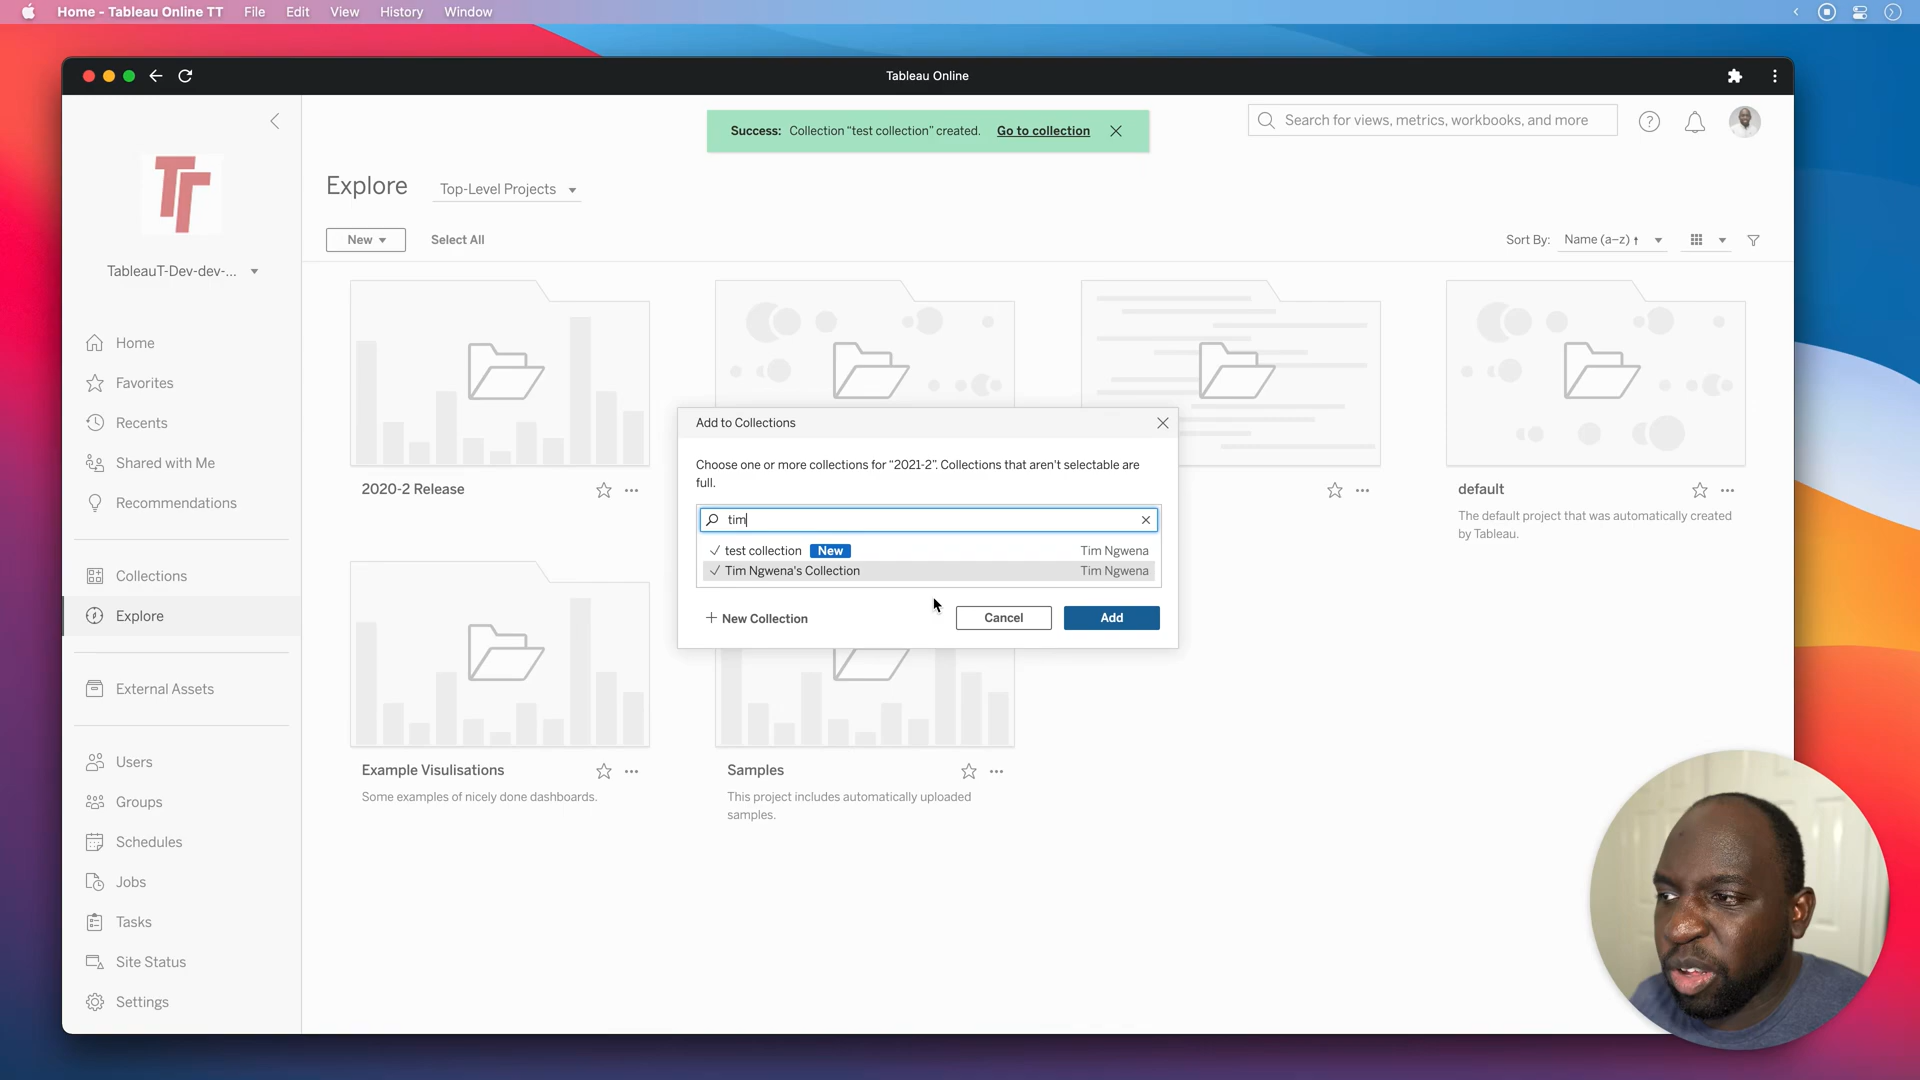 Home - Tableau Online TT File Edit View History Window
Tableau Online
Success: Collection "test collection" created. Go to collection
Search for views, metrics, workbooks, and more
TT
Explore Top-Level Projects
New Select All
Sort By: Name (a–z) ↑
TableauT-Dev-dev-...
Home
Favorites
Recents
Shared with Me
Recommendations
Collections
Explore
External Assets
Users
Groups
Schedules
Jobs
Tasks
Site Status
Settings
2020-2 Release
default
The default project that was automatically created
by Tableau.
Add to Collections
Choose one or more collections for "2021-2". Collections that aren't selectable are
full.
tim
test collection New Tim Ngwena
Tim Ngwena's Collection Tim Ngwena
New Collection Cancel Add
Example Visulisations
Some examples of nicely done dashboards.
Samples
This project includes automatically uploaded
samples.